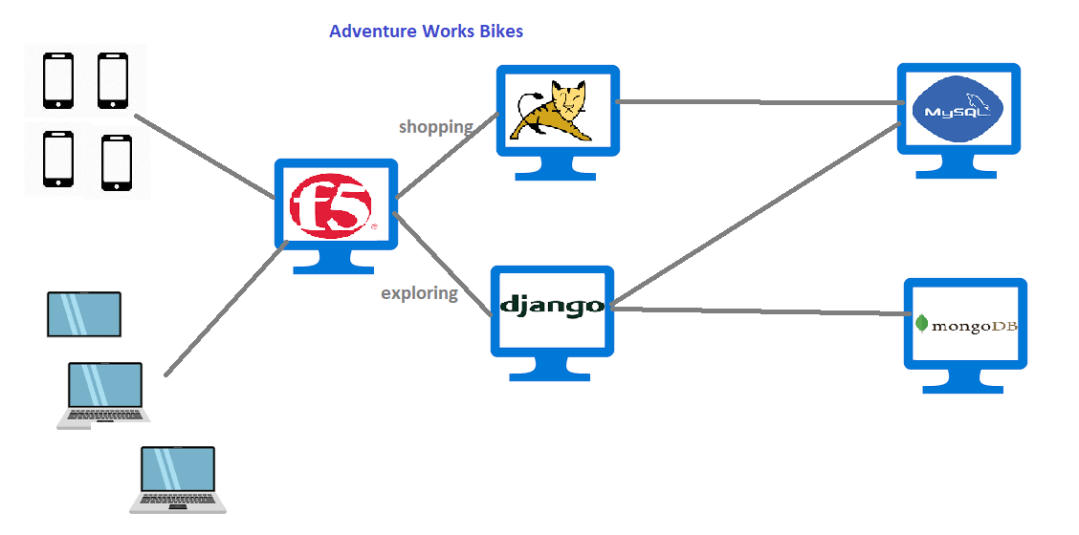 Adventure Works Bikes
shopping
MySQL
f5
exploring
django
mongoDB